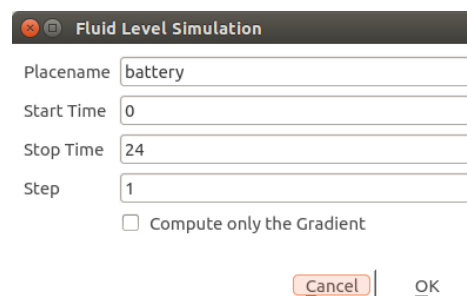 Fluid Level Simulation
Placename battery
Start Time 0
Stop Time 24
Step 1
Compute only the Gradient
Cancel OK